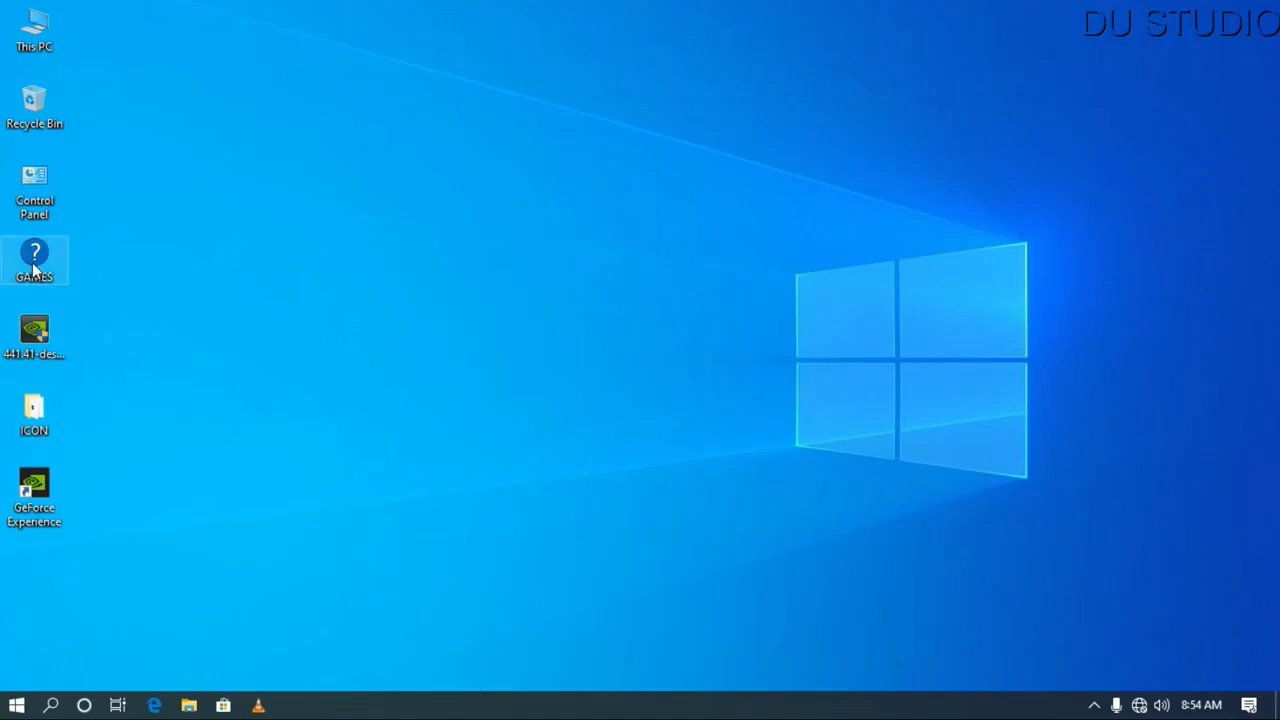 DU STUDIO
This PC
Recycle Bin
Control
Panel
GAMES
441.41-des...
ICON
GeForce
Experience
8:54 AM